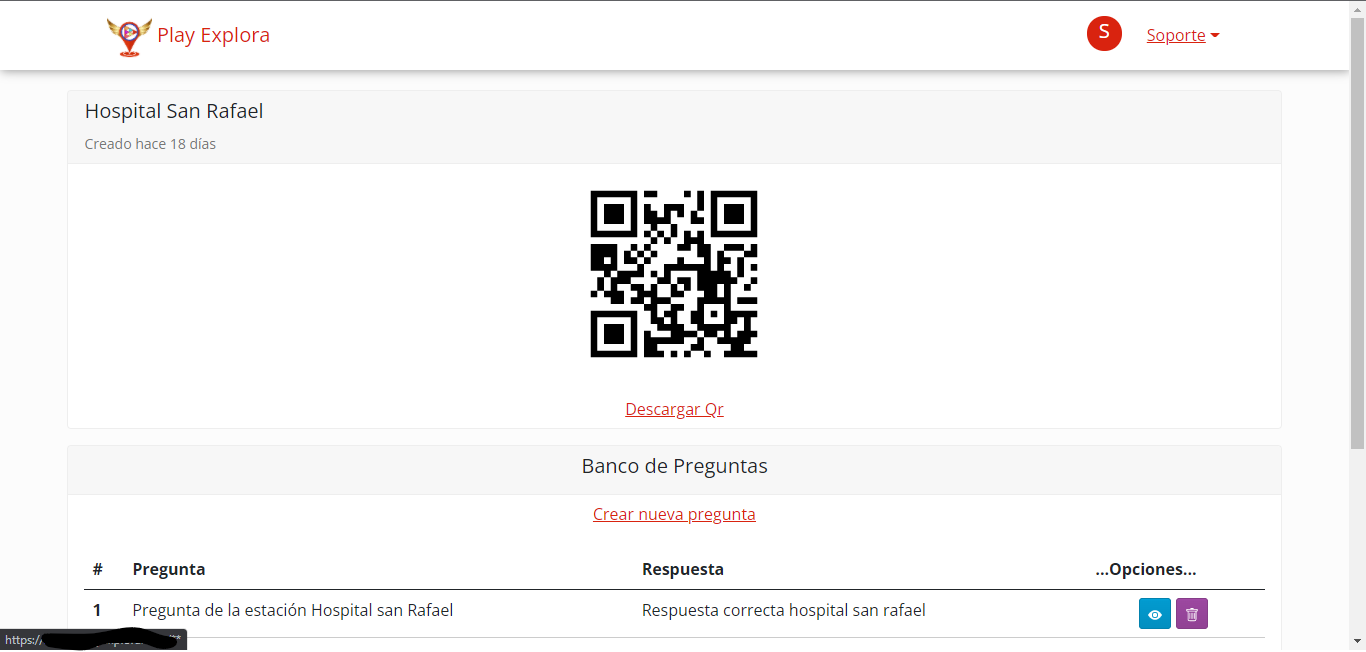 Play Explora
S
Soporte
Hospital San Rafael
Creado hace 18 días
Descargar Qr
Banco de Preguntas
Crear nueva pregunta
# Pregunta Respuesta ...Opciones...
1 Pregunta de la estación Hospital san Rafael Respuesta correcta hospital san rafael
https://